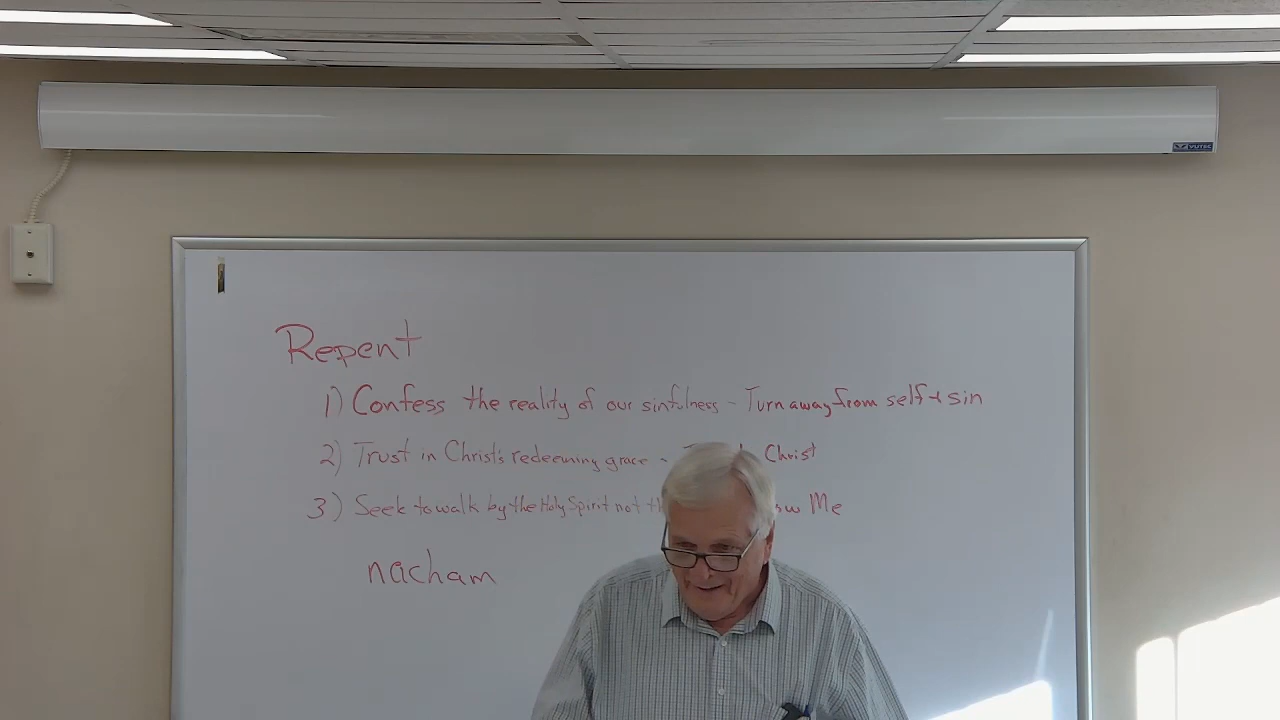 VUTEC
Repent
1) Confess the reality of our sinfulness - Turn away from self + sin
2) Trust in Christ's redeeming grace - Christ
3) Seek to walk by the Holy Spirit not Me
nacham